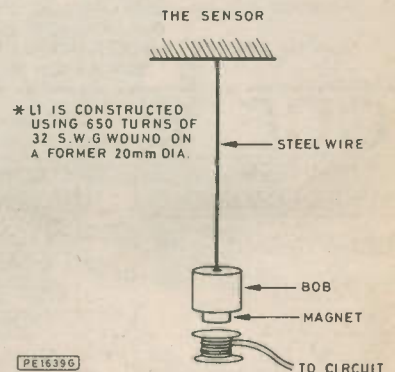 THE SENSOR
* L1 IS CONSTRUCTED
USING 650 TURNS OF
32 S.W.G WOUND ON
A FORMER 20mm DIA.
STEEL WIRE
BOB
MAGNET
TO CIRCUIT
PE1639G